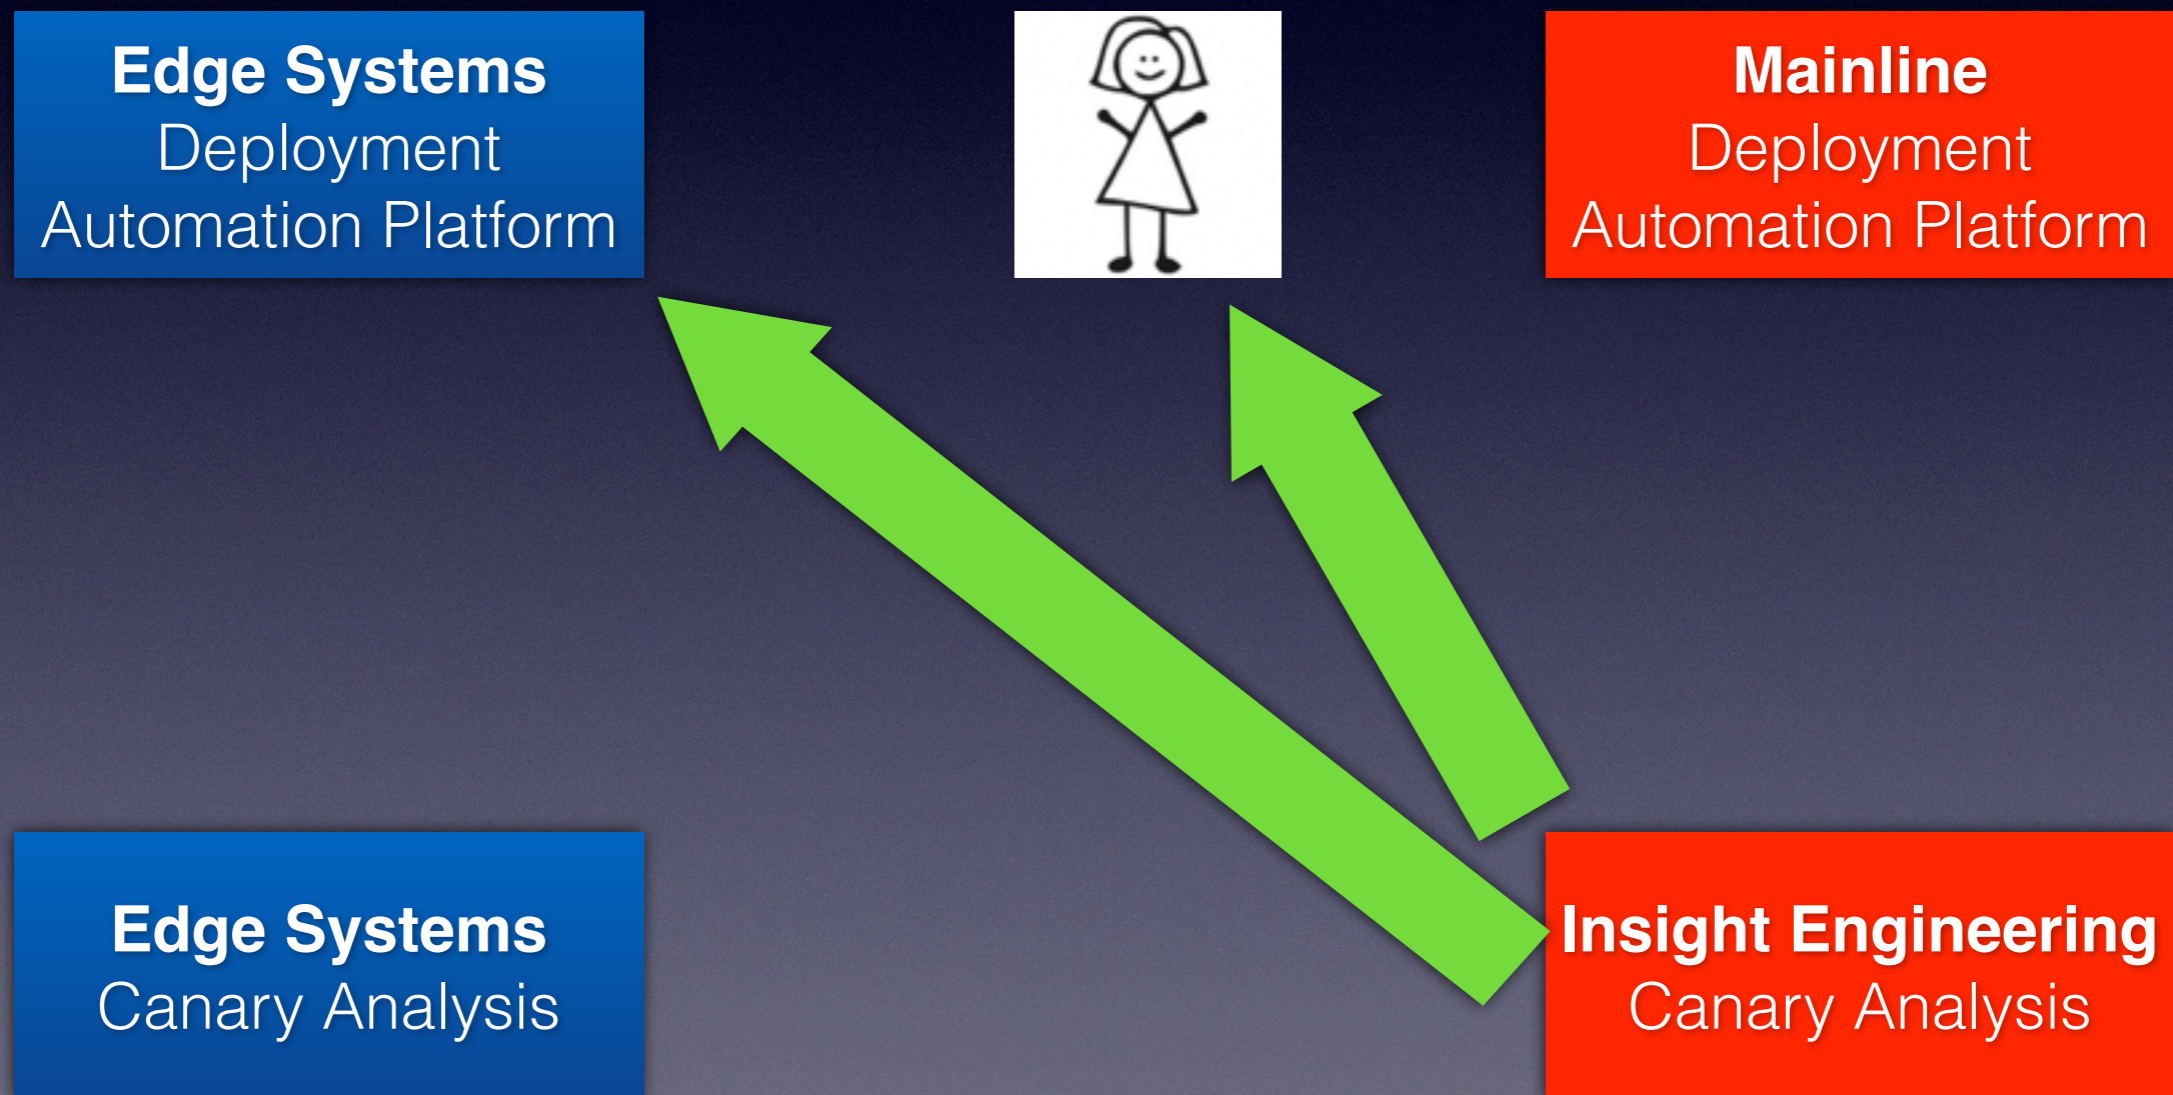 Edge Systems
Deployment
Automation Platform
Mainline
Deployment
Automation Platform
Edge Systems
Canary Analysis
Insight Engineering
Canary Analysis